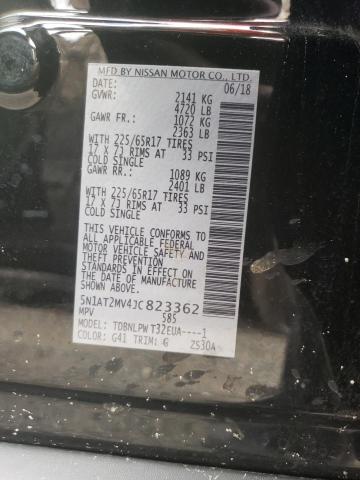 MFD BY NISSAN MOTOR CO., LTD.
DATE: 06/18
GVWR: 2141 KG
4720 LB
GAWR FR.: 1072 KG
2363 LB
WITH 225/65R17 TIRES
17 X 7J RIMS AT 33 PSI
COLD SINGLE
GAWR RR.: 1089 KG
2401 LB
WITH 225/65R17 TIRES
17 X 7J RIMS AT 33 PSI
COLD SINGLE
THIS VEHICLE CONFORMS TO
ALL APPLICABLE FEDERAL
MOTOR VEHICLE SAFETY AND
THEFT PREVENTION
STANDARDS IN EFFECT ON
THE DATE OF MANUFACTURE
SHOWN ABOVE
5N1AT2MV4JC823362
MPV 585
MODEL: TDBNLPW T32EUA----1
COLOR: G41 TRIM: G 2530A